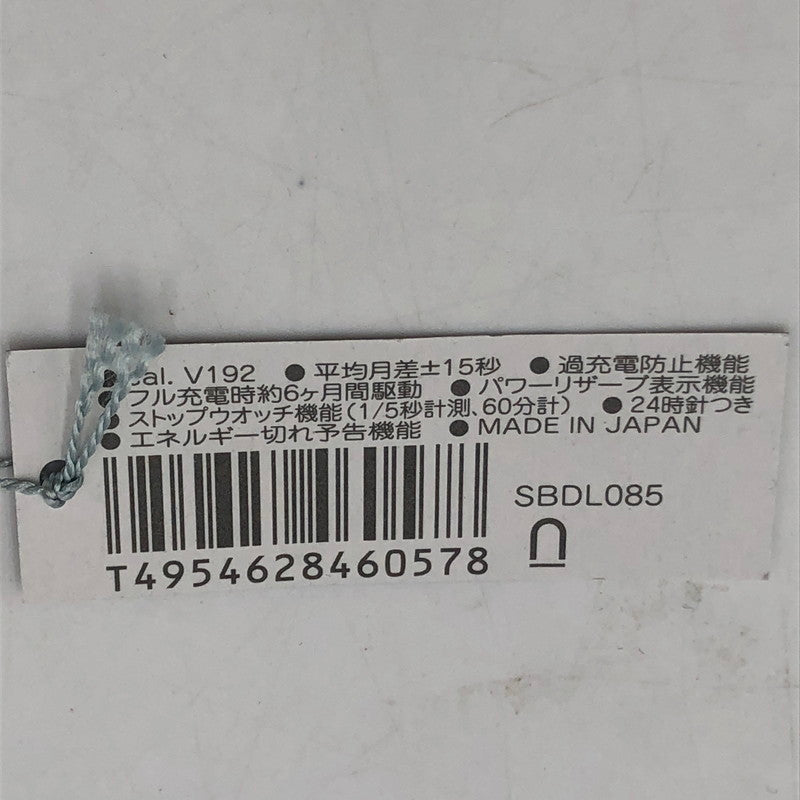 ● Cal. V192 ● 平均月差±15秒 ● 過充電防止機能
● フル充電時約6ヶ月間駆動 ● パワーリザーブ表示機能
● ストップウオッチ機能(1/5秒計測、60分計) ● 24時針つき
● エネルギー切れ予告機能 ● MADE IN JAPAN
SBDL085
T4954628460578